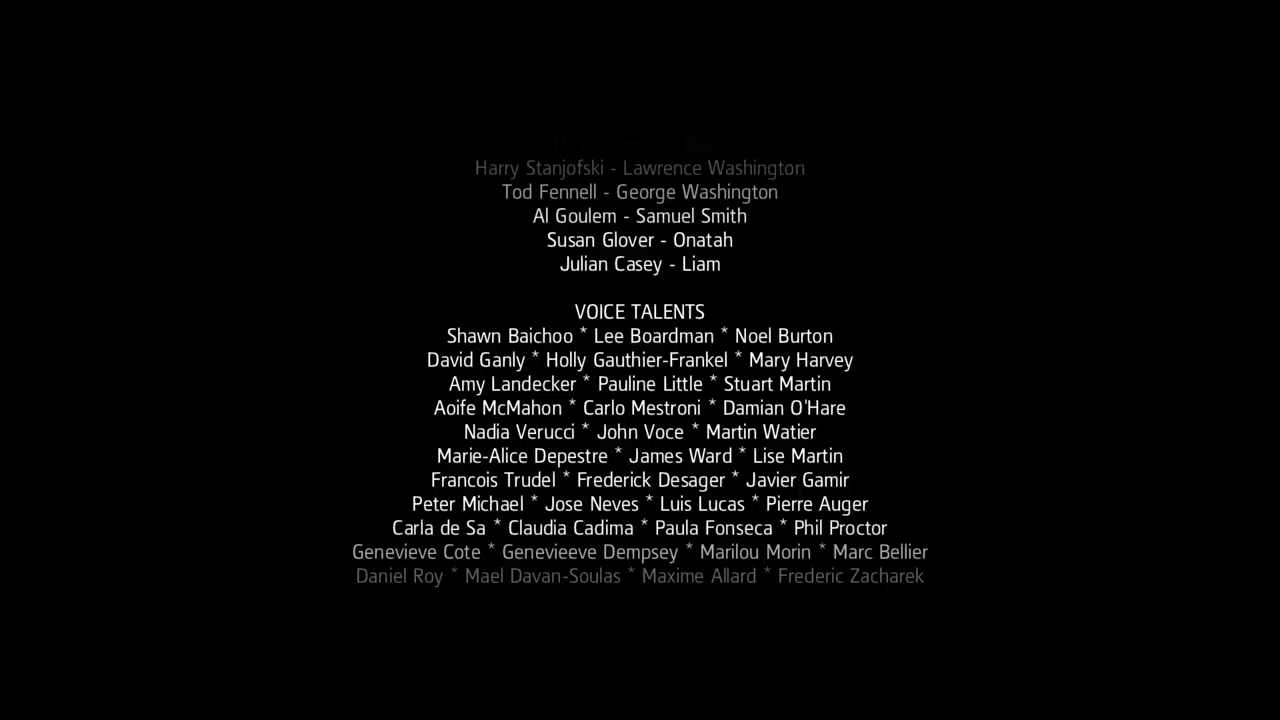 Harry Stanjofski - Lawrence Washington
Tod Fennell - George Washington
Al Goulem - Samuel Smith
Susan Glover - Onatah
Julian Casey - Liam
VOICE TALENTS
Shawn Baichoo * Lee Boardman * Noel Burton
David Ganly * Holly Gauthier-Frankel * Mary Harvey
Amy Landecker * Pauline Little * Stuart Martin
Aoife McMahon * Carlo Mestroni * Damian O'Hare
Nadia Verucci * John Voce * Martin Watier
Marie-Alice Depestre * James Ward * Lise Martin
Francois Trudel * Frederick Desager * Javier Gamir
Peter Michael * Jose Neves * Luis Lucas * Pierre Auger
Carla de Sa * Claudia Cadima * Paula Fonseca * Phil Proctor
Genevieve Cote * Genevieeve Dempsey * Marilou Morin * Marc Bellier
Daniel Roy * Mael Davan-Soulas * Maxime Allard * Frederic Zacharek